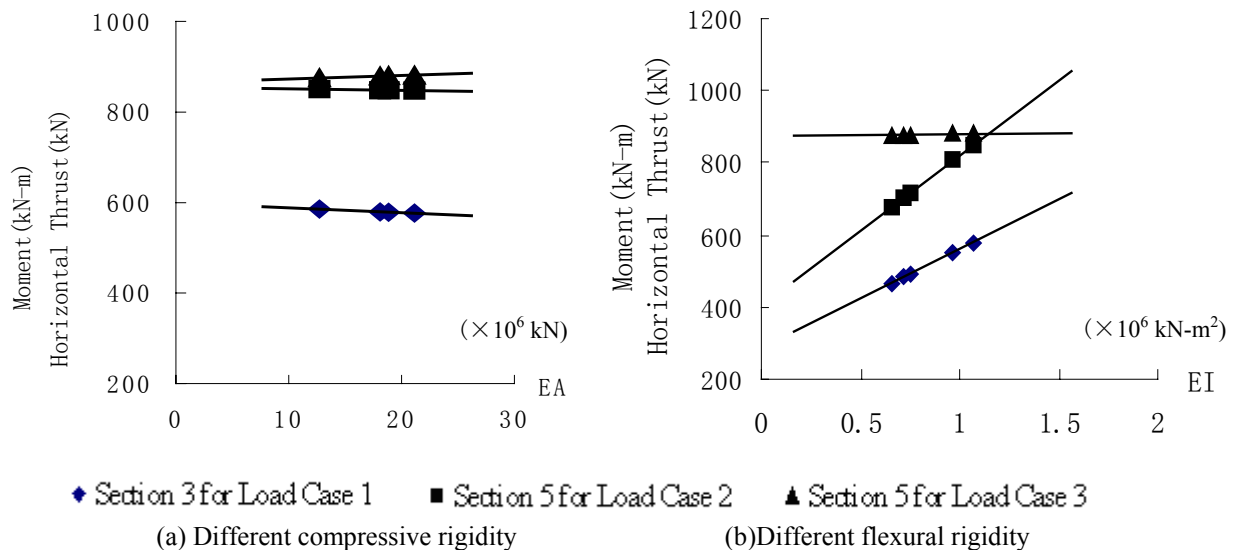 1000
800
600
400
200
0
10
20
30
Moment(kN-m)
Horizontal Thrust(kN)
(×10⁶ kN)
EA
1200
1000
800
600
400
200
0
0.5
1
1.5
2
Moment(kN-m)
Horizontal Thrust(kN)
(×10⁶ kN-m²)
EI
Section 3 for Load Case 1
Section 5 for Load Case 2
Section 5 for Load Case 3
(a) Different compressive rigidity
(b)Different flexural rigidity